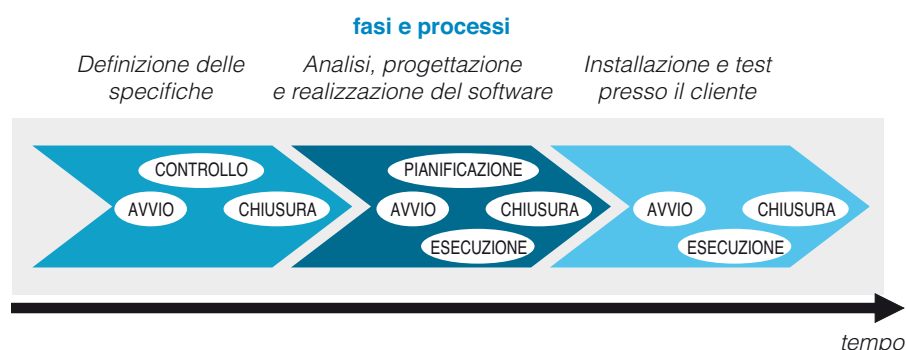 fasi e processi
Definizione delle
specifiche
Analisi, progettazione
e realizzazione del software
Installazione e test
presso il cliente
CONTROLLO
AVVIO
CHIUSURA
PIANIFICAZIONE
AVVIO
CHIUSURA
ESECUZIONE
AVVIO
CHIUSURA
ESECUZIONE
tempo